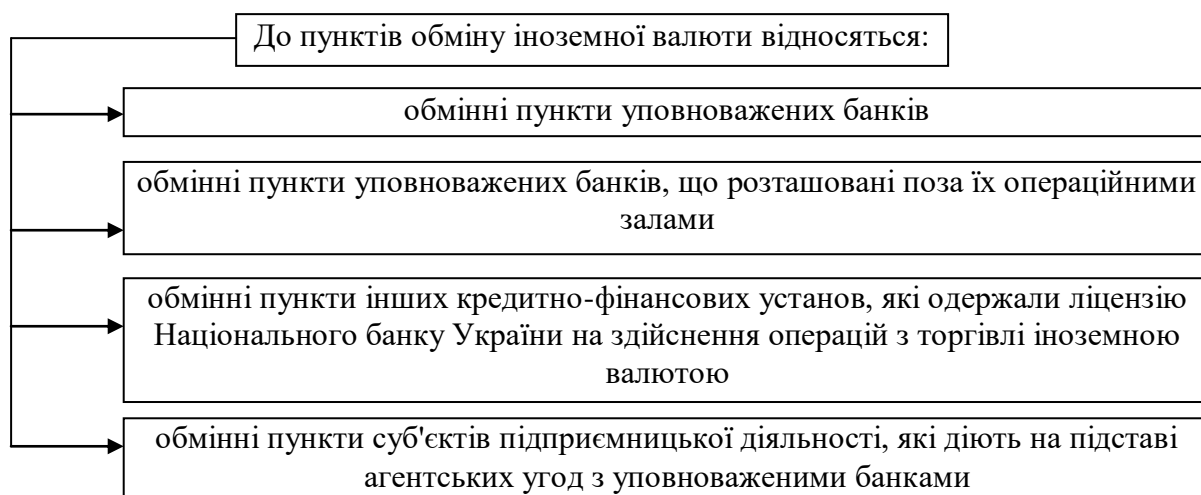 До пунктів обміну іноземної валюти відносяться:
обмінні пункти уповноважених банків
обмінні пункти уповноважених банків, що розташовані поза їх операційними
залами
обмінні пункти інших кредитно-фінансових установ, які одержали ліцензію
Національного банку України на здійснення операцій з торгівлі іноземною
валютою
обмінні пункти суб'єктів підприємницької діяльності, які діють на підставі
агентських угод з уповноваженими банками